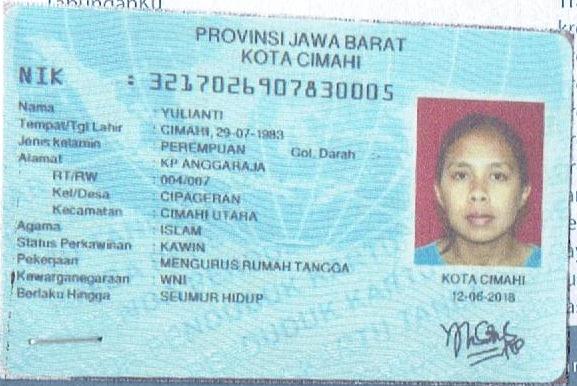 PROVINSI JAWA BARAT
KOTA CIMAHI
NIK : 3217026907830005
Nama : YULIANTI
Tempat/Tgl Lahir : CIMAHI, 29-07-1983
Jenis kelamin : PEREMPUAN Gol. Darah :-
Alamat : KP ANGGARAJA
RT/RW : 004/007
Kel/Desa : CIPAGERAN
Kecamatan : CIMAHI UTARA
Agama : ISLAM
Status Perkawinan : KAWIN
Pekerjaan : MENGURUS RUMAH TANGGA
Kewarganegaraan : WNI
Berlaku Hingga : SEUMUR HIDUP
KOTA CIMAHI
12-06-2018